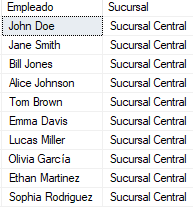 Empleado Sucursal
John Doe Sucursal Central
Jane Smith Sucursal Central
Bill Jones Sucursal Central
Alice Johnson Sucursal Central
Tom Brown Sucursal Central
Emma Davis Sucursal Central
Lucas Miller Sucursal Central
Olivia García Sucursal Central
Ethan Martinez Sucursal Central
Sophia Rodriguez Sucursal Central